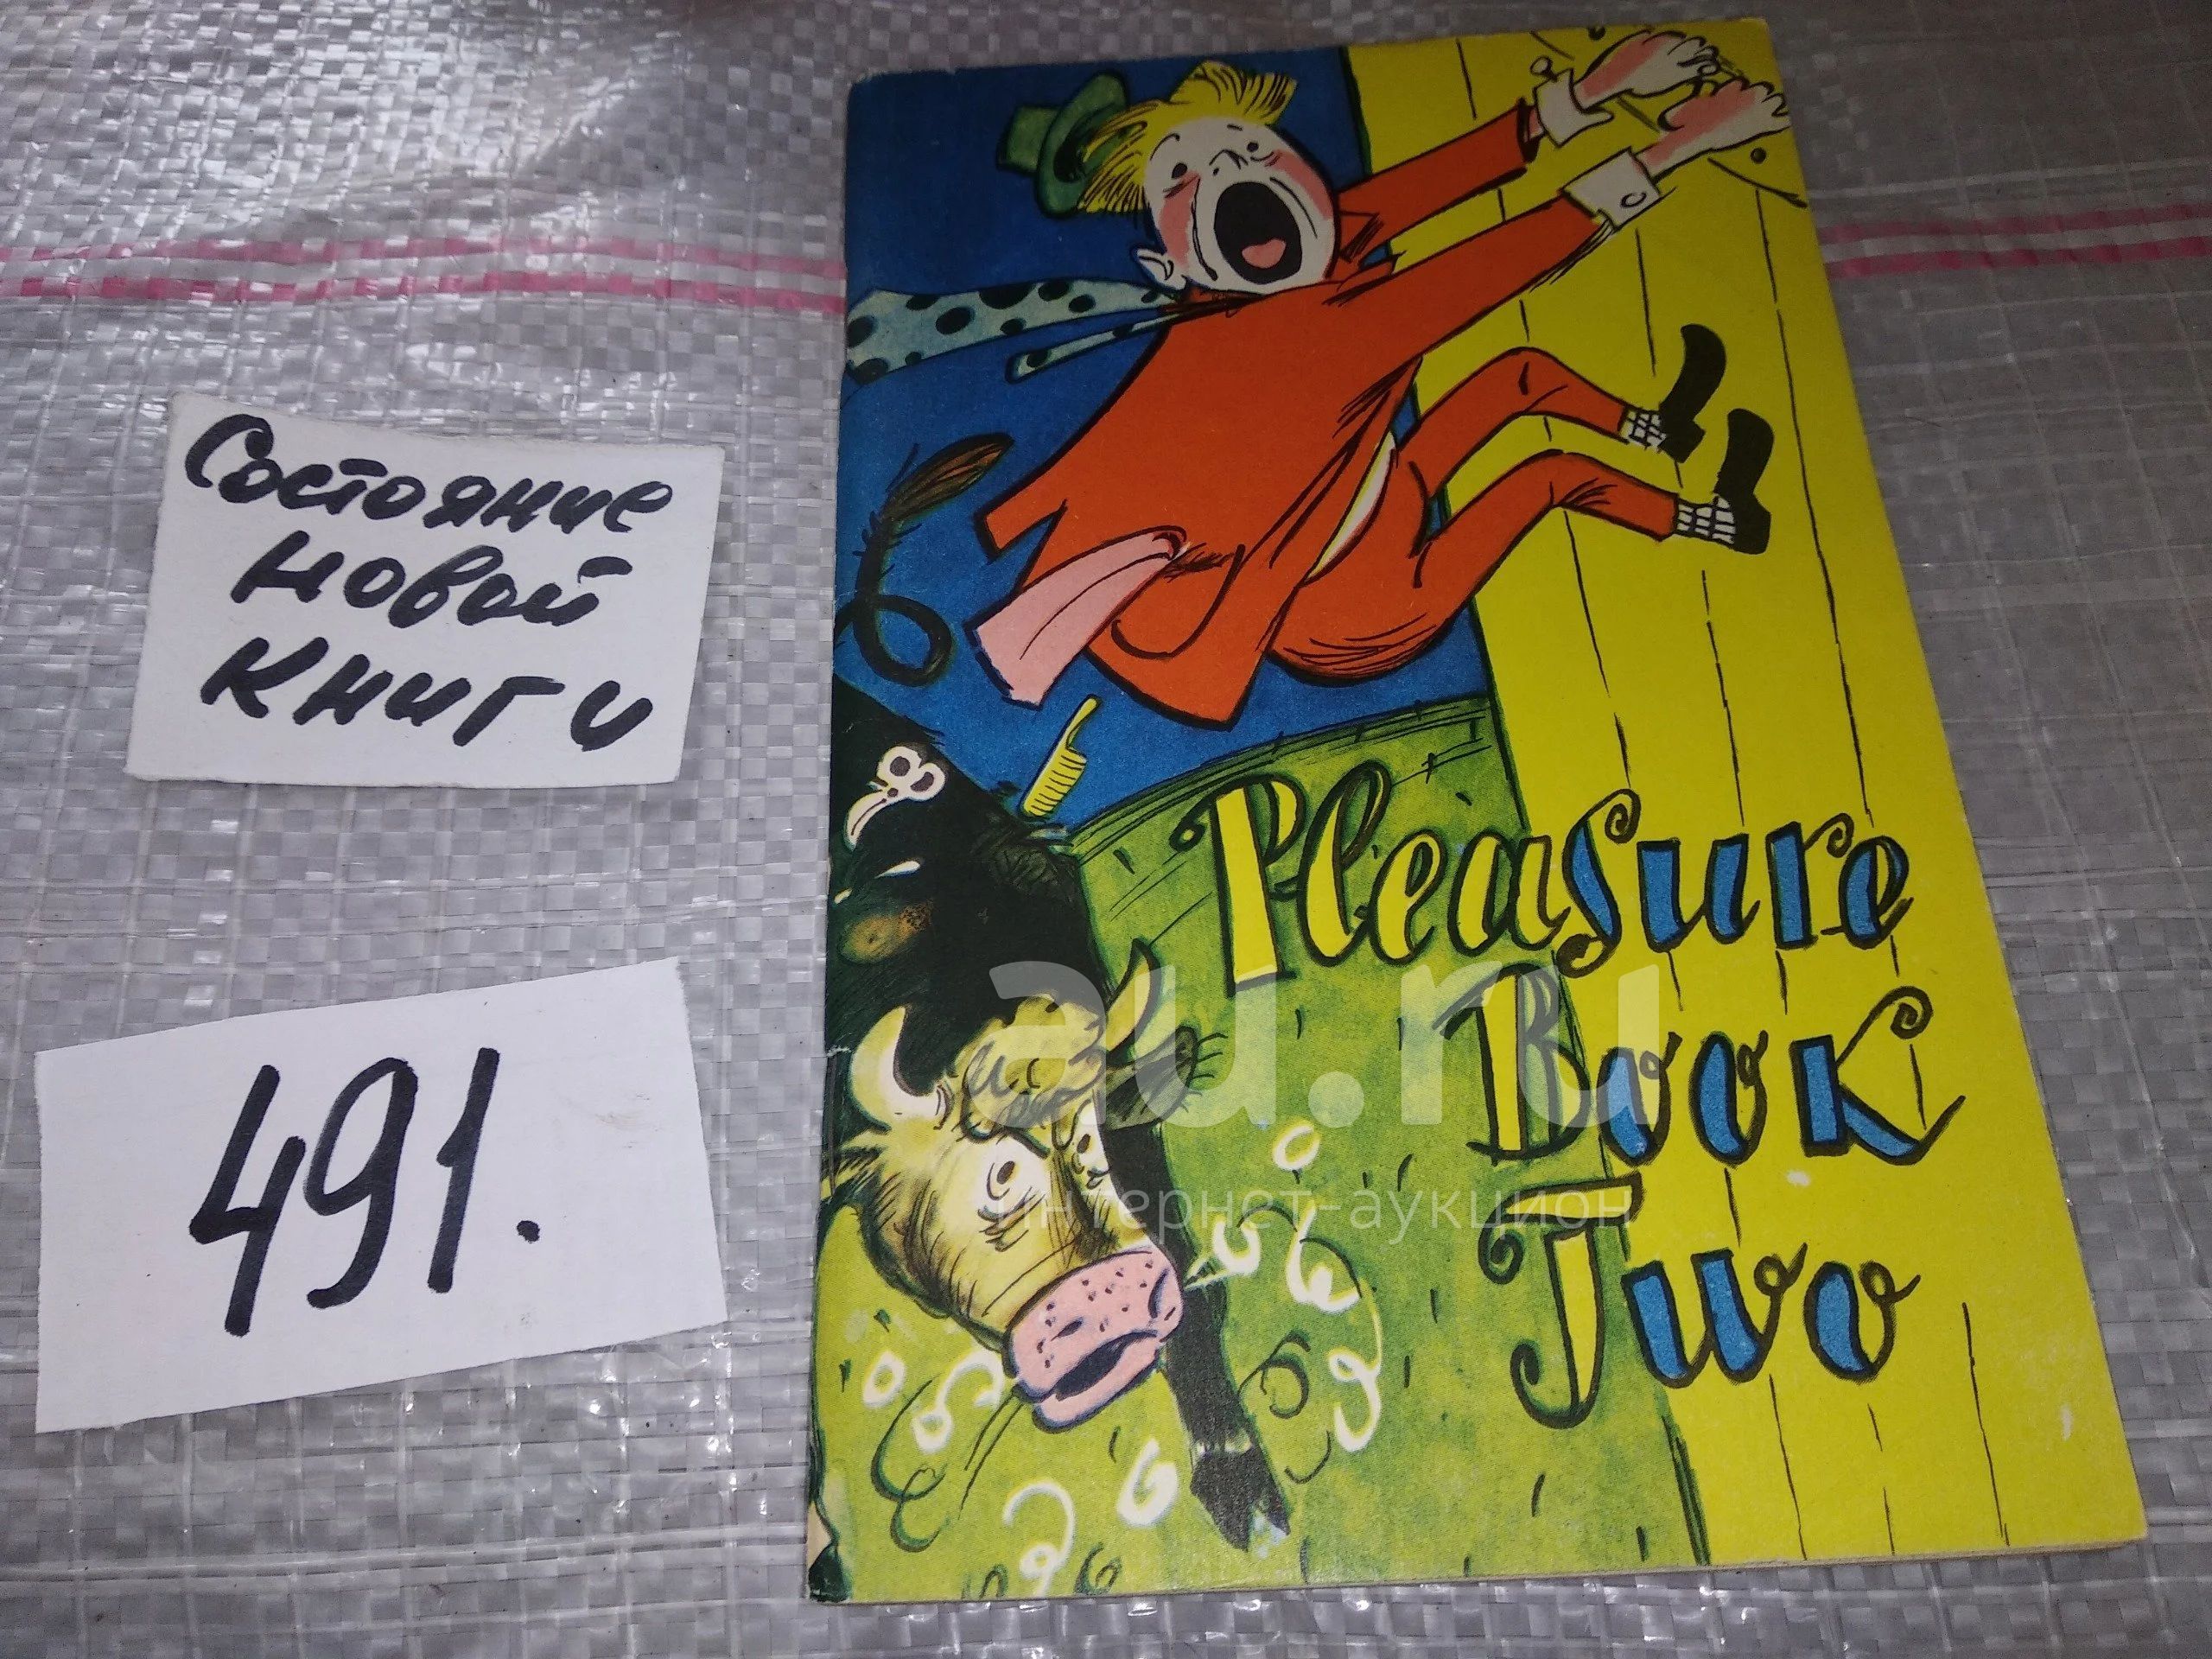 Состояние
новой
книги
491.
Pleasure
Book
Two
au.ru
интернет-аукцион